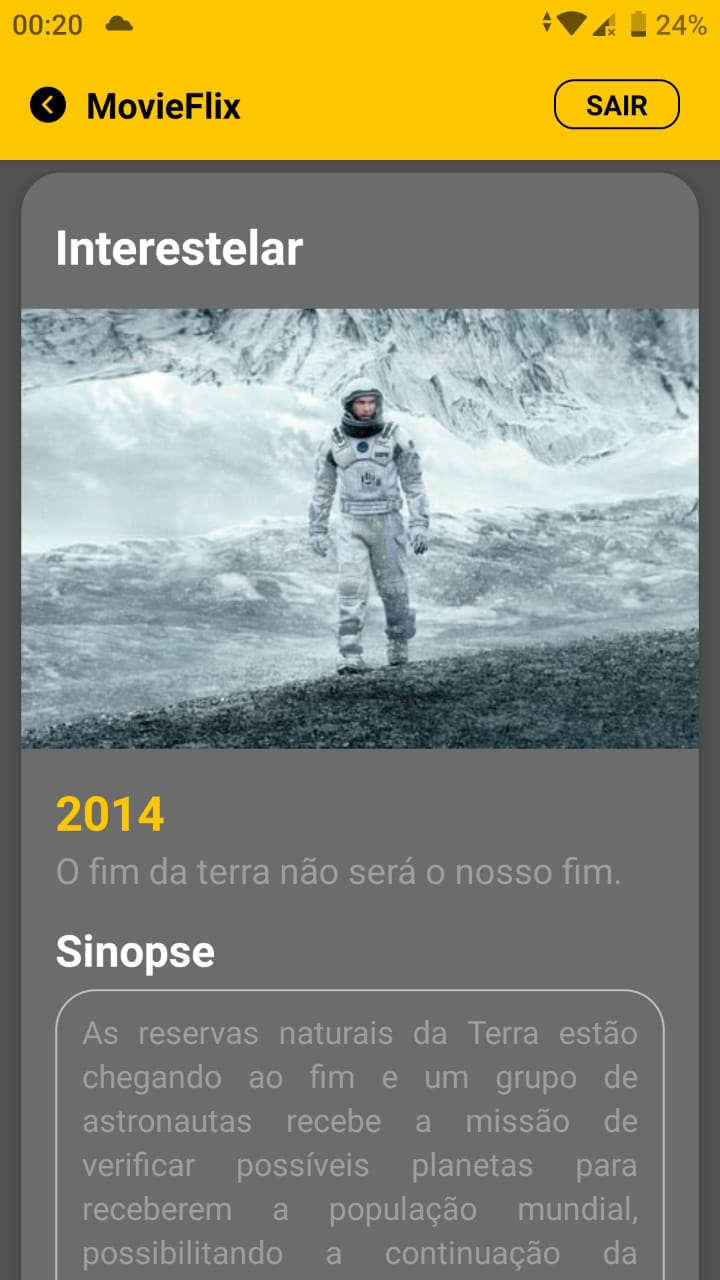 00:20 24%
MovieFlix SAIR
Interestelar
2014
O fim da terra não será o nosso fim.
Sinopse
As reservas naturais da Terra estão
chegando ao fim e um grupo de
astronautas recebe a missão de
verificar possíveis planetas para
receberem a população mundial,
possibilitando a continuação da